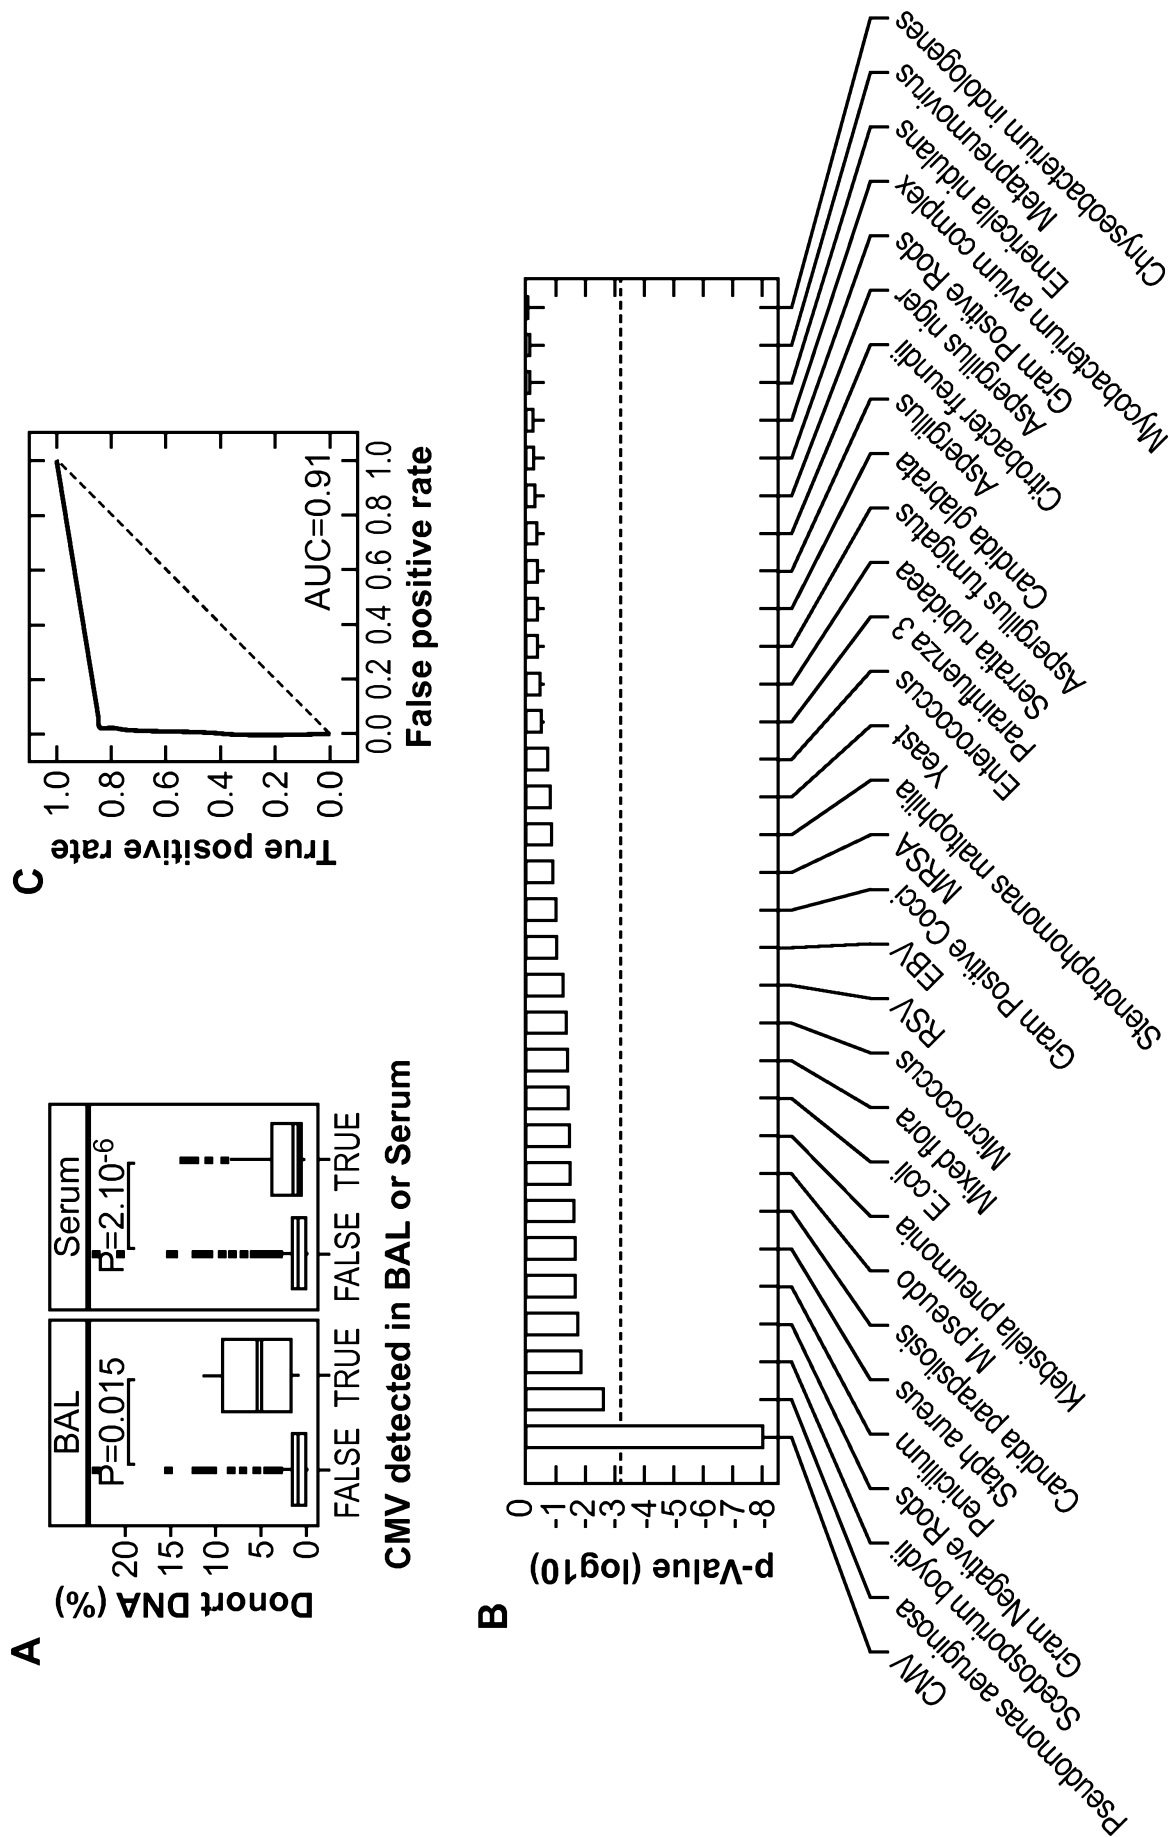 A
BAL
Serum
P=0.015
P=2.10-6
Donort DNA (%)
20
15
10
5
0
FALSE TRUE FALSE TRUE
CMV detected in BAL or Serum
C
True positive rate
1.0
0.8
0.6
0.4
0.2
0.0
AUC=0.91
0.0 0.2 0.4 0.6 0.8 1.0
False positive rate
B
p-Value (log10)
0
-1
-2
-3
-4
-5
-6
-7
-8
CMV
Pseudomonas aeruginosa
Scedosporium boydii
Gram Negative Rods
Penicillium
Staph aureus
Candida parapsilosis
M.pseudo
Klebsiella pneumonia
E.coli
Mixed flora
Micrococcus
RSV
EBV
Gram Positive Cocci
MRSA
Stenotrophomonas maltophilia
Yeast
Enterococcus
Parainfluenza 3
Serratia rubidaea
Aspergillus fumigatus
Candida glabrata
Aspergillus
Citrobacter freundii
Aspergillus niger
Gram Positive Rods
Mycobacterium avium complex
Emericella nidulans
Metapneumovirus
Chryseobacterium indologenes